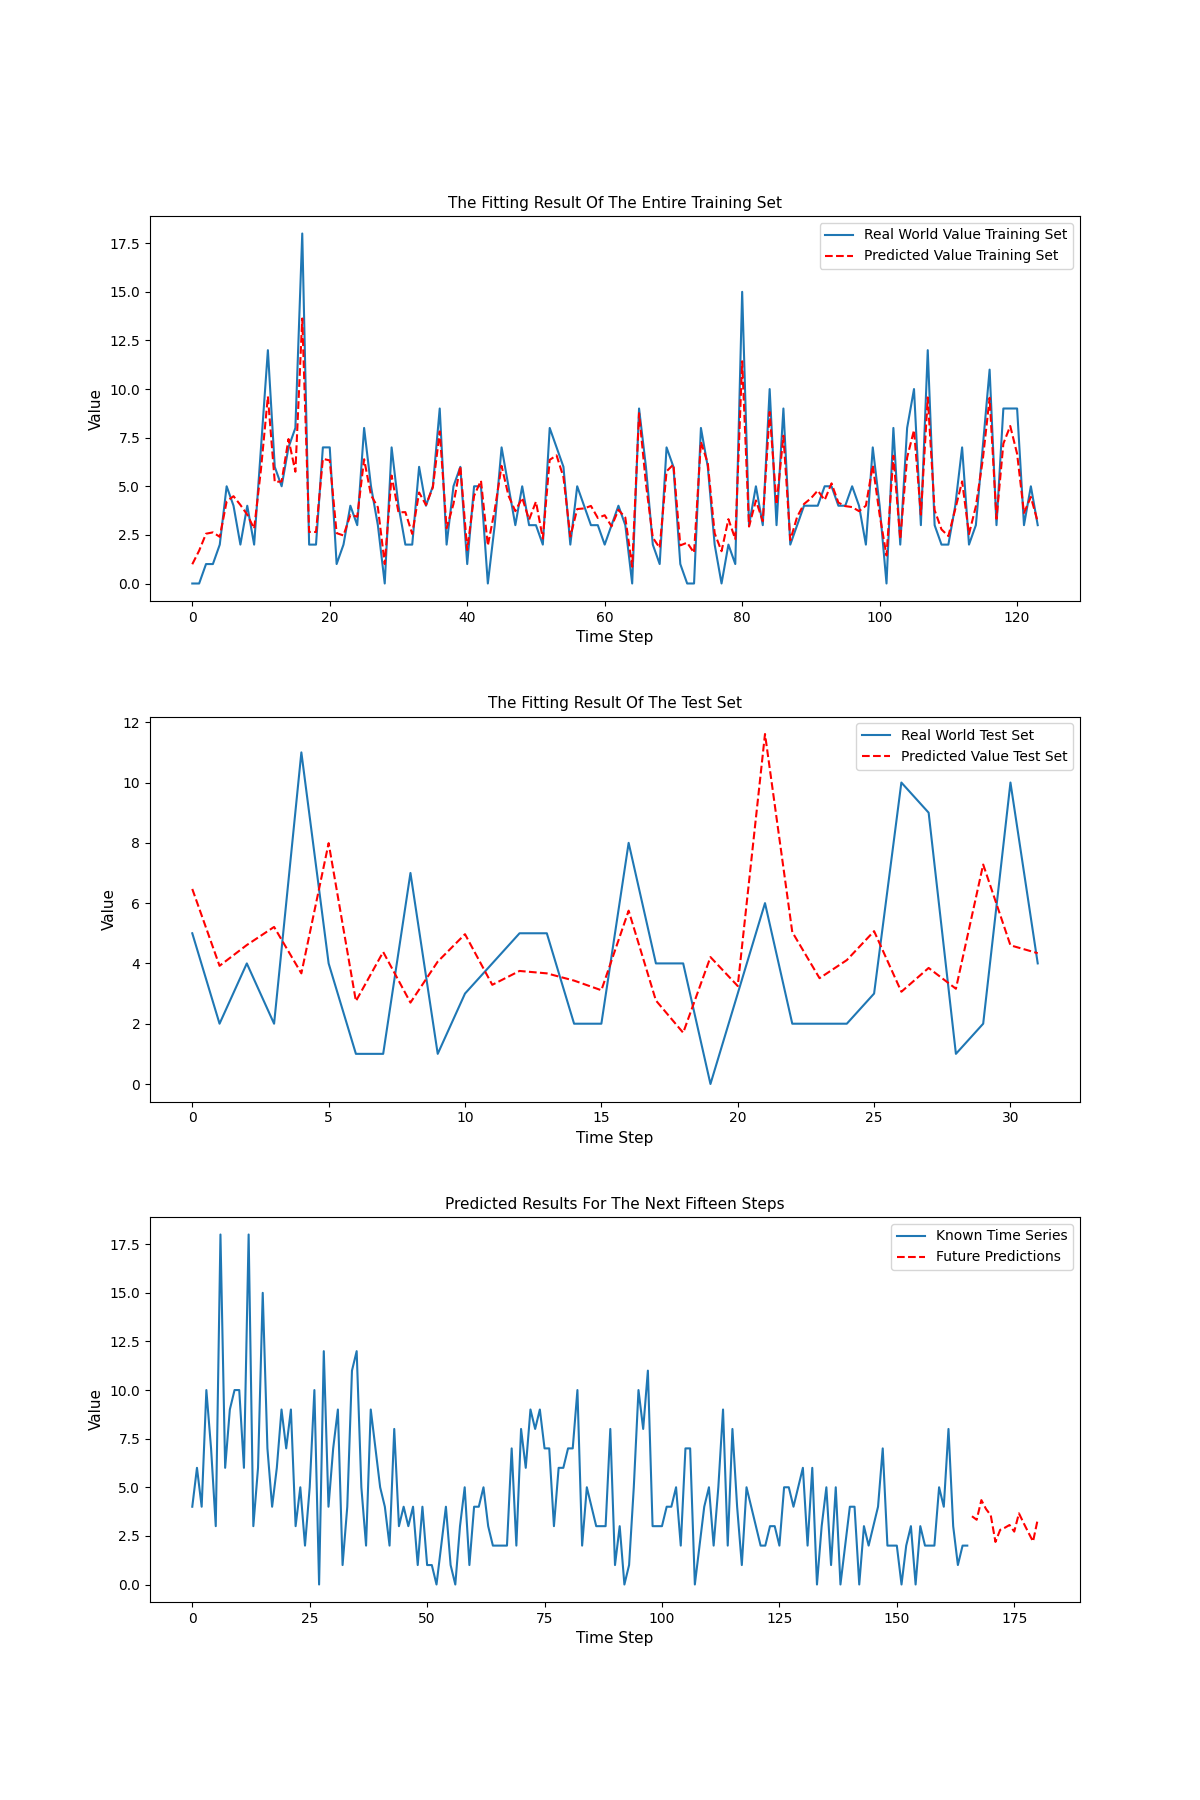 The Fitting Result Of The Entire Training Set
17.5
15.0
12.5
10.0
7.5
5.0
2.5
0.0
Value
Real World Value Training Set
Predicted Value Training Set
0 20 40 60 80 100 120
Time Step
The Fitting Result Of The Test Set
12
10
8
6
4
2
0
Value
Real World Test Set
Predicted Value Test Set
0 5 10 15 20 25 30
Time Step
Predicted Results For The Next Fifteen Steps
17.5
15.0
12.5
10.0
7.5
5.0
2.5
0.0
Value
Known Time Series
Future Predictions
0 25 50 75 100 125 150 175
Time Step